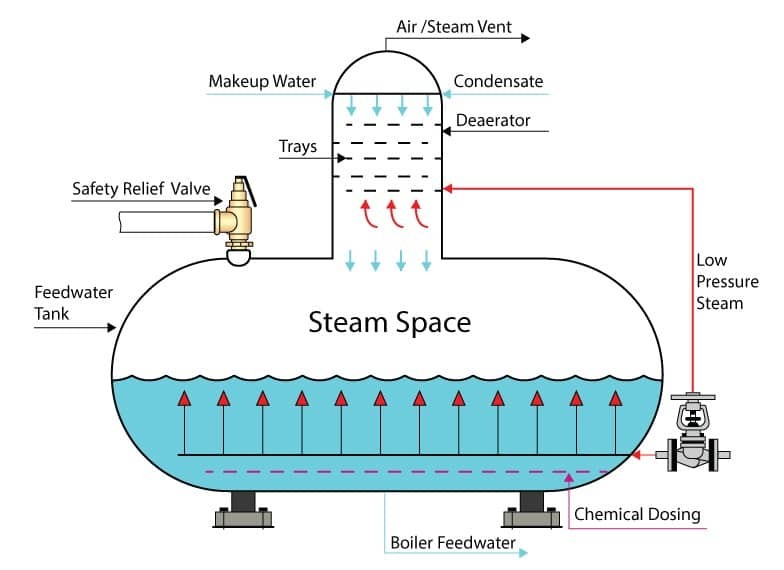 Air /Steam Vent
Makeup Water
Condensate
Deaerator
Trays
Safety Relief Valve
Low
Pressure
Steam
Feedwater
Tank
Steam Space
Chemical Dosing
Boiler Feedwater